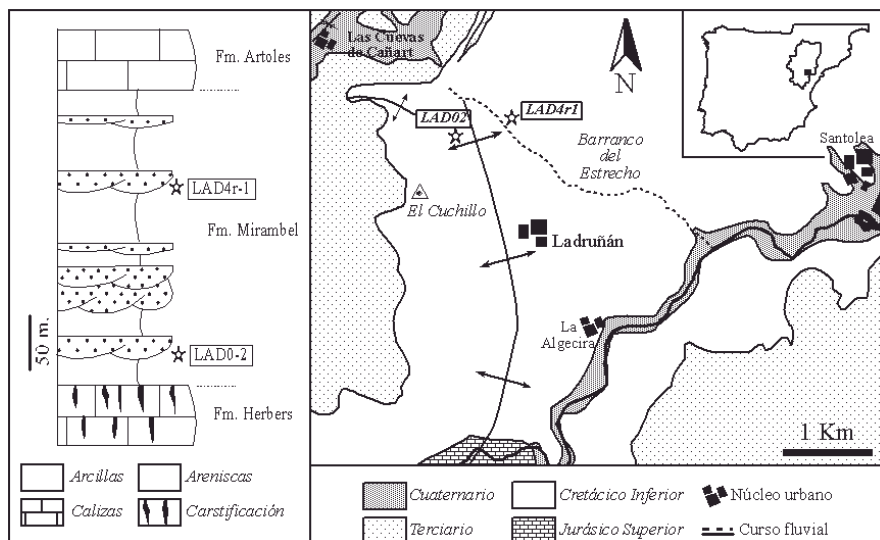 Fm. Artoles
LAD4r-1
Fm. Mirambel
50 m.
LAD0-2
Fm. Herbers
Arcillas
Areniscas
Calizas
Carstificación
Las Cuevas
de Cañart
N
LAD02
LAD4r1
Barranco
del
Estrecho
El Cuchillo
Ladruñán
La
Algecira
Santolea
1 Km
Cuaternario
Cretácico Inferior
Núcleo urbano
Terciario
Jurásico Superior
Curso fluvial